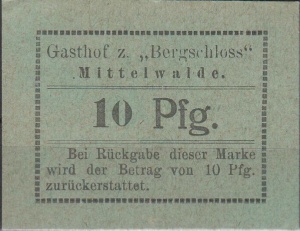 Gasthof z. „Bergschloss“
Mittelwalde.
10 Pfg.
Bei Rückgabe dieser Marke
wird der Betrag von 10 Pfg.
zurückerstattet.